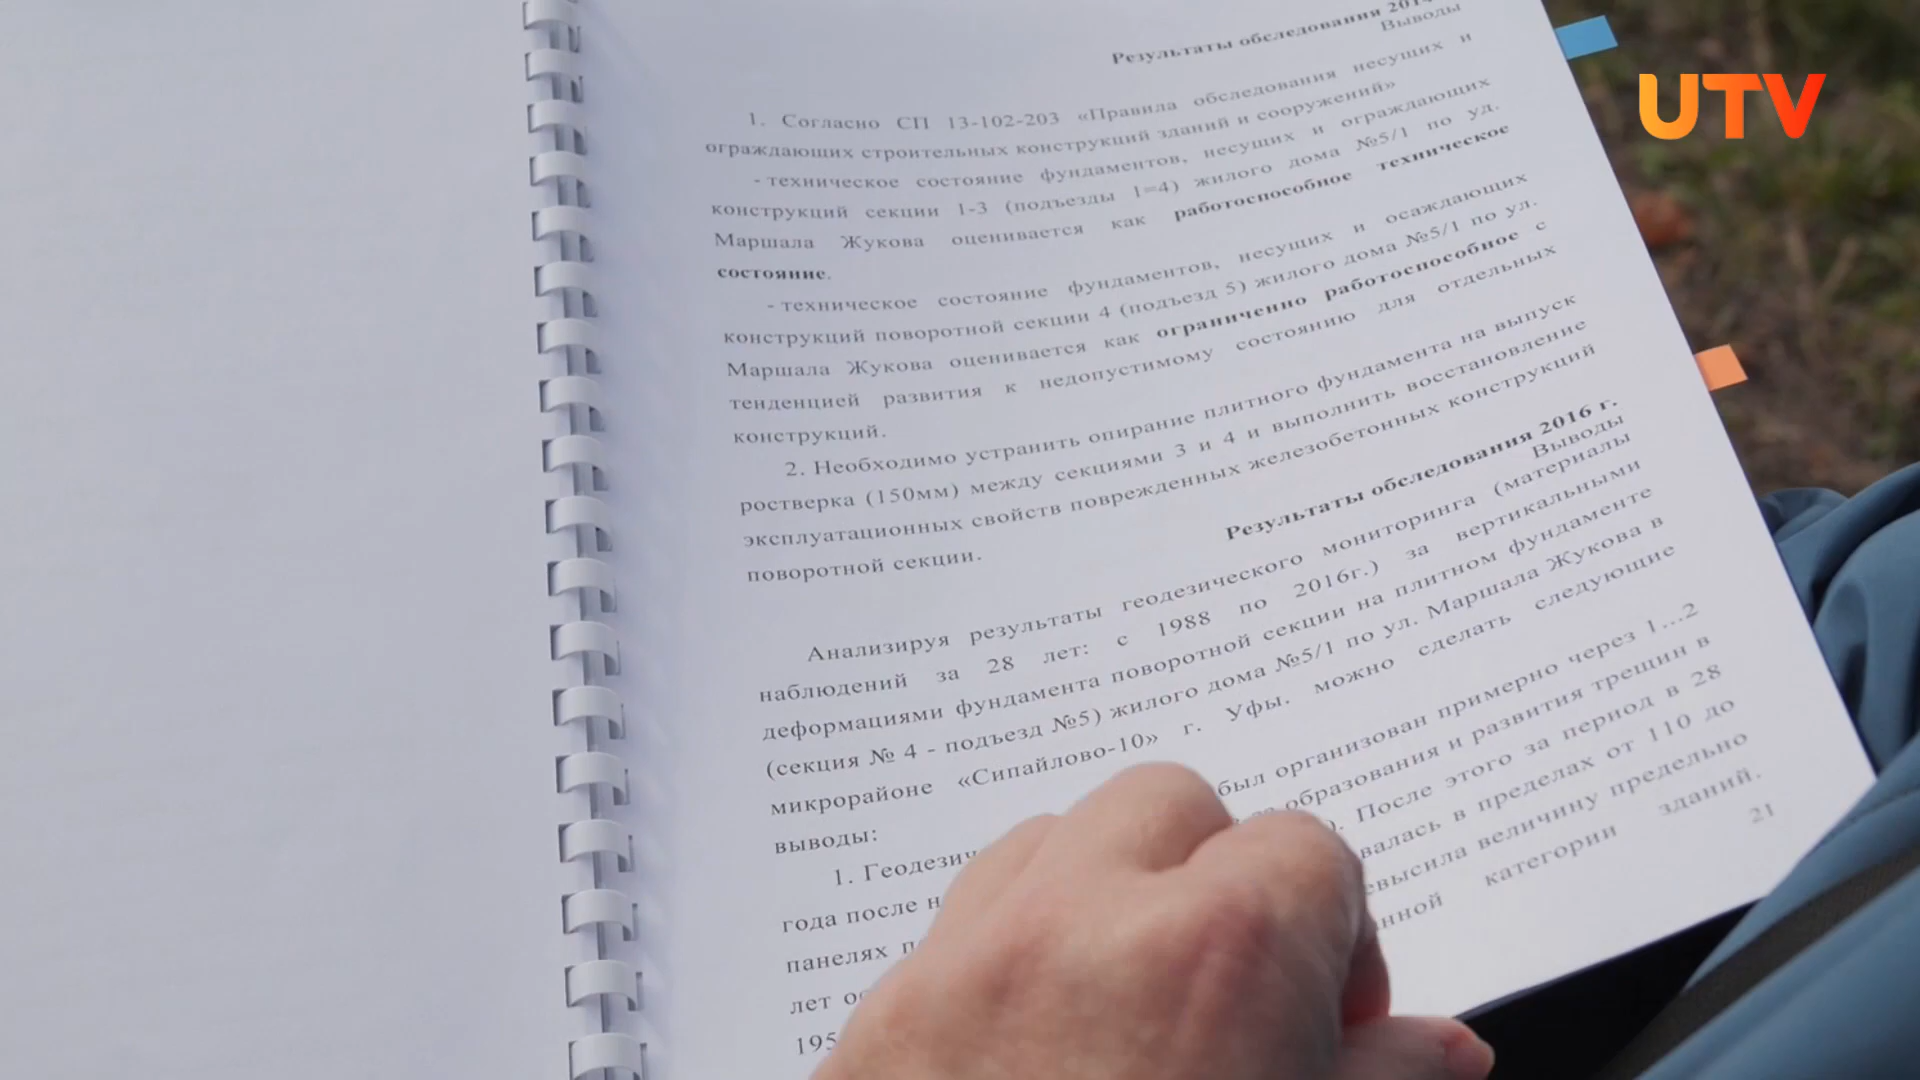 UTV
Результаты обследования 2014
Выводы
1. Согласно СП 13-102-203 «Правила обследования несущих и
ограждающих строительных конструкций зданий и сооружений»
- техническое состояние фундаментов, несущих и ограждающих
конструкций секции 1-3 (подъезды 1=4) жилого дома №5/1 по ул.
Маршала Жукова оценивается как работоспособное техническое
состояние.
- техническое состояние фундаментов, несущих и осаждающих
конструкций поворотной секции 4 (подъезд 5) жилого дома №5/1 по ул.
Маршала Жукова оценивается как ограниченно работоспособное с
тенденцией развития к недопустимому состоянию для отдельных
конструкций.
2. Необходимо устранить опирание плитного фундамента на выпуск
ростверка (150мм) между секциями 3 и 4 и выполнить восстановление
эксплуатационных свойств поврежденных железобетонных конструкций
поворотной секции.
Результаты обследования 2016 г.
Выводы
Анализируя результаты геодезического мониторинга (материалы
наблюдений за 28 лет: с 1988 по 2016г.) за вертикальными
деформациями фундамента поворотной секции на плитном фундаменте
(секция № 4 - подъезд №5) жилого дома №5/1 по ул. Маршала Жукова в
микрорайоне «Сипайлово-10» г. Уфы. можно сделать следующие
выводы:
1. Геодезич был организован примерно через 1...2
года после н образования и развития трещин в
панелях После этого за период в 28
лет ос валась в пределах от 110 до
195 евысила величину предельно
нной категории зданий.
21